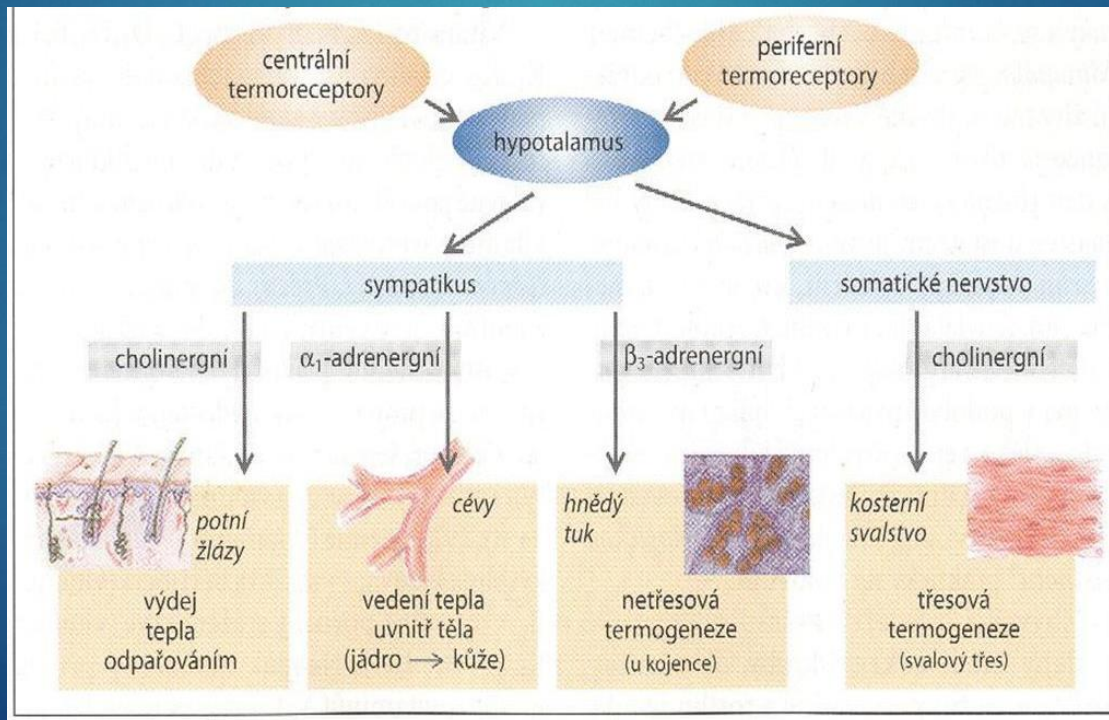 centrální
termoreceptory
periferní
termoreceptory
hypotalamus
sympatikus
somatické nervstvo
cholinergní
α₁-adrenergní
β₃-adrenergní
cholinergní
potní
žlázy
cévy
hnědý
tuk
kosterní
svalstvo
výdej
tepla
odpařováním
vedení tepla
uvnitř těla
(jádro → kůže)
netřesová
termogeneze
(u kojence)
třesová
termogeneze
(svalový třes)